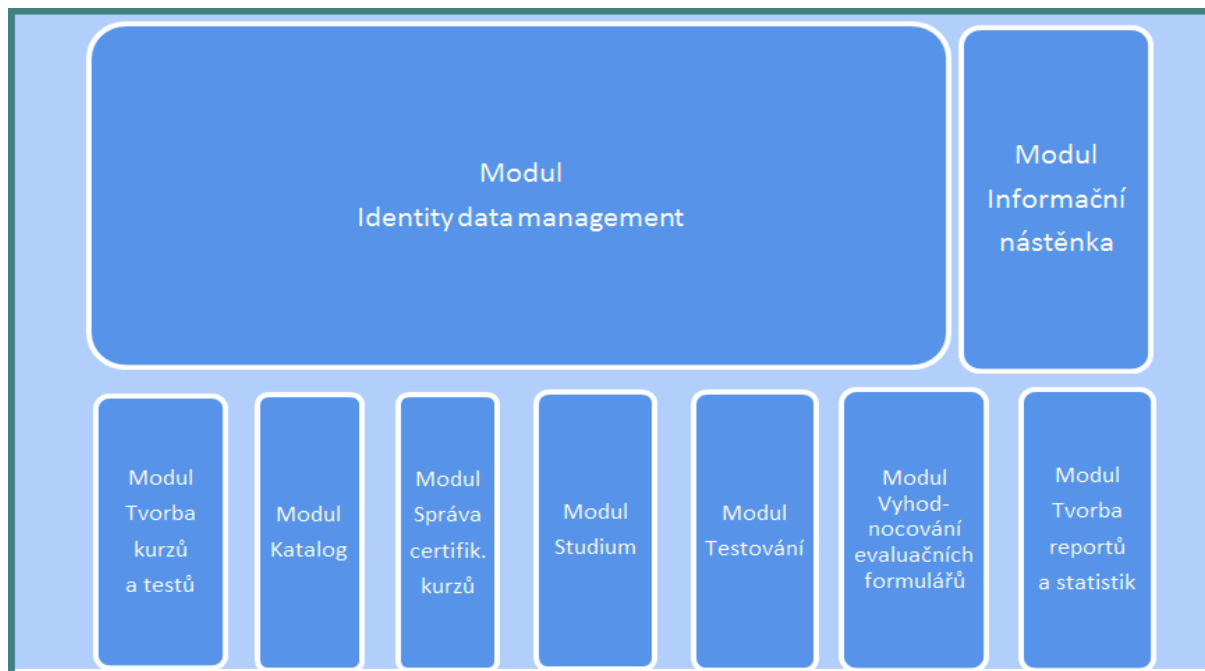 Modul
Identity data management
Modul
Informační
nástěnka
Modul
Tvorba
kurzů
a testů
Modul
Katalog
Modul
Správa
certifik.
kurzů
Modul
Studium
Modul
Testování
Modul
Vyhod-
nocování
evaluačních
formulářů
Modul
Tvorba
reportů
a statistik